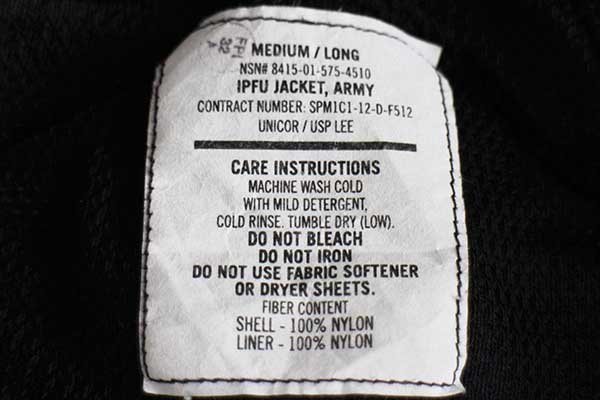 FPI
32
A
MEDIUM / LONG
NSN# 8415-01-575-4510
IPFU JACKET, ARMY
CONTRACT NUMBER: SPM1C1-12-D-F512
UNICOR / USP LEE
CARE INSTRUCTIONS
MACHINE WASH COLD
WITH MILD DETERGENT,
COLD RINSE. TUMBLE DRY (LOW).
DO NOT BLEACH
DO NOT IRON
DO NOT USE FABRIC SOFTENER
OR DRYER SHEETS.
FIBER CONTENT
SHELL - 100% NYLON
LINER - 100% NYLON